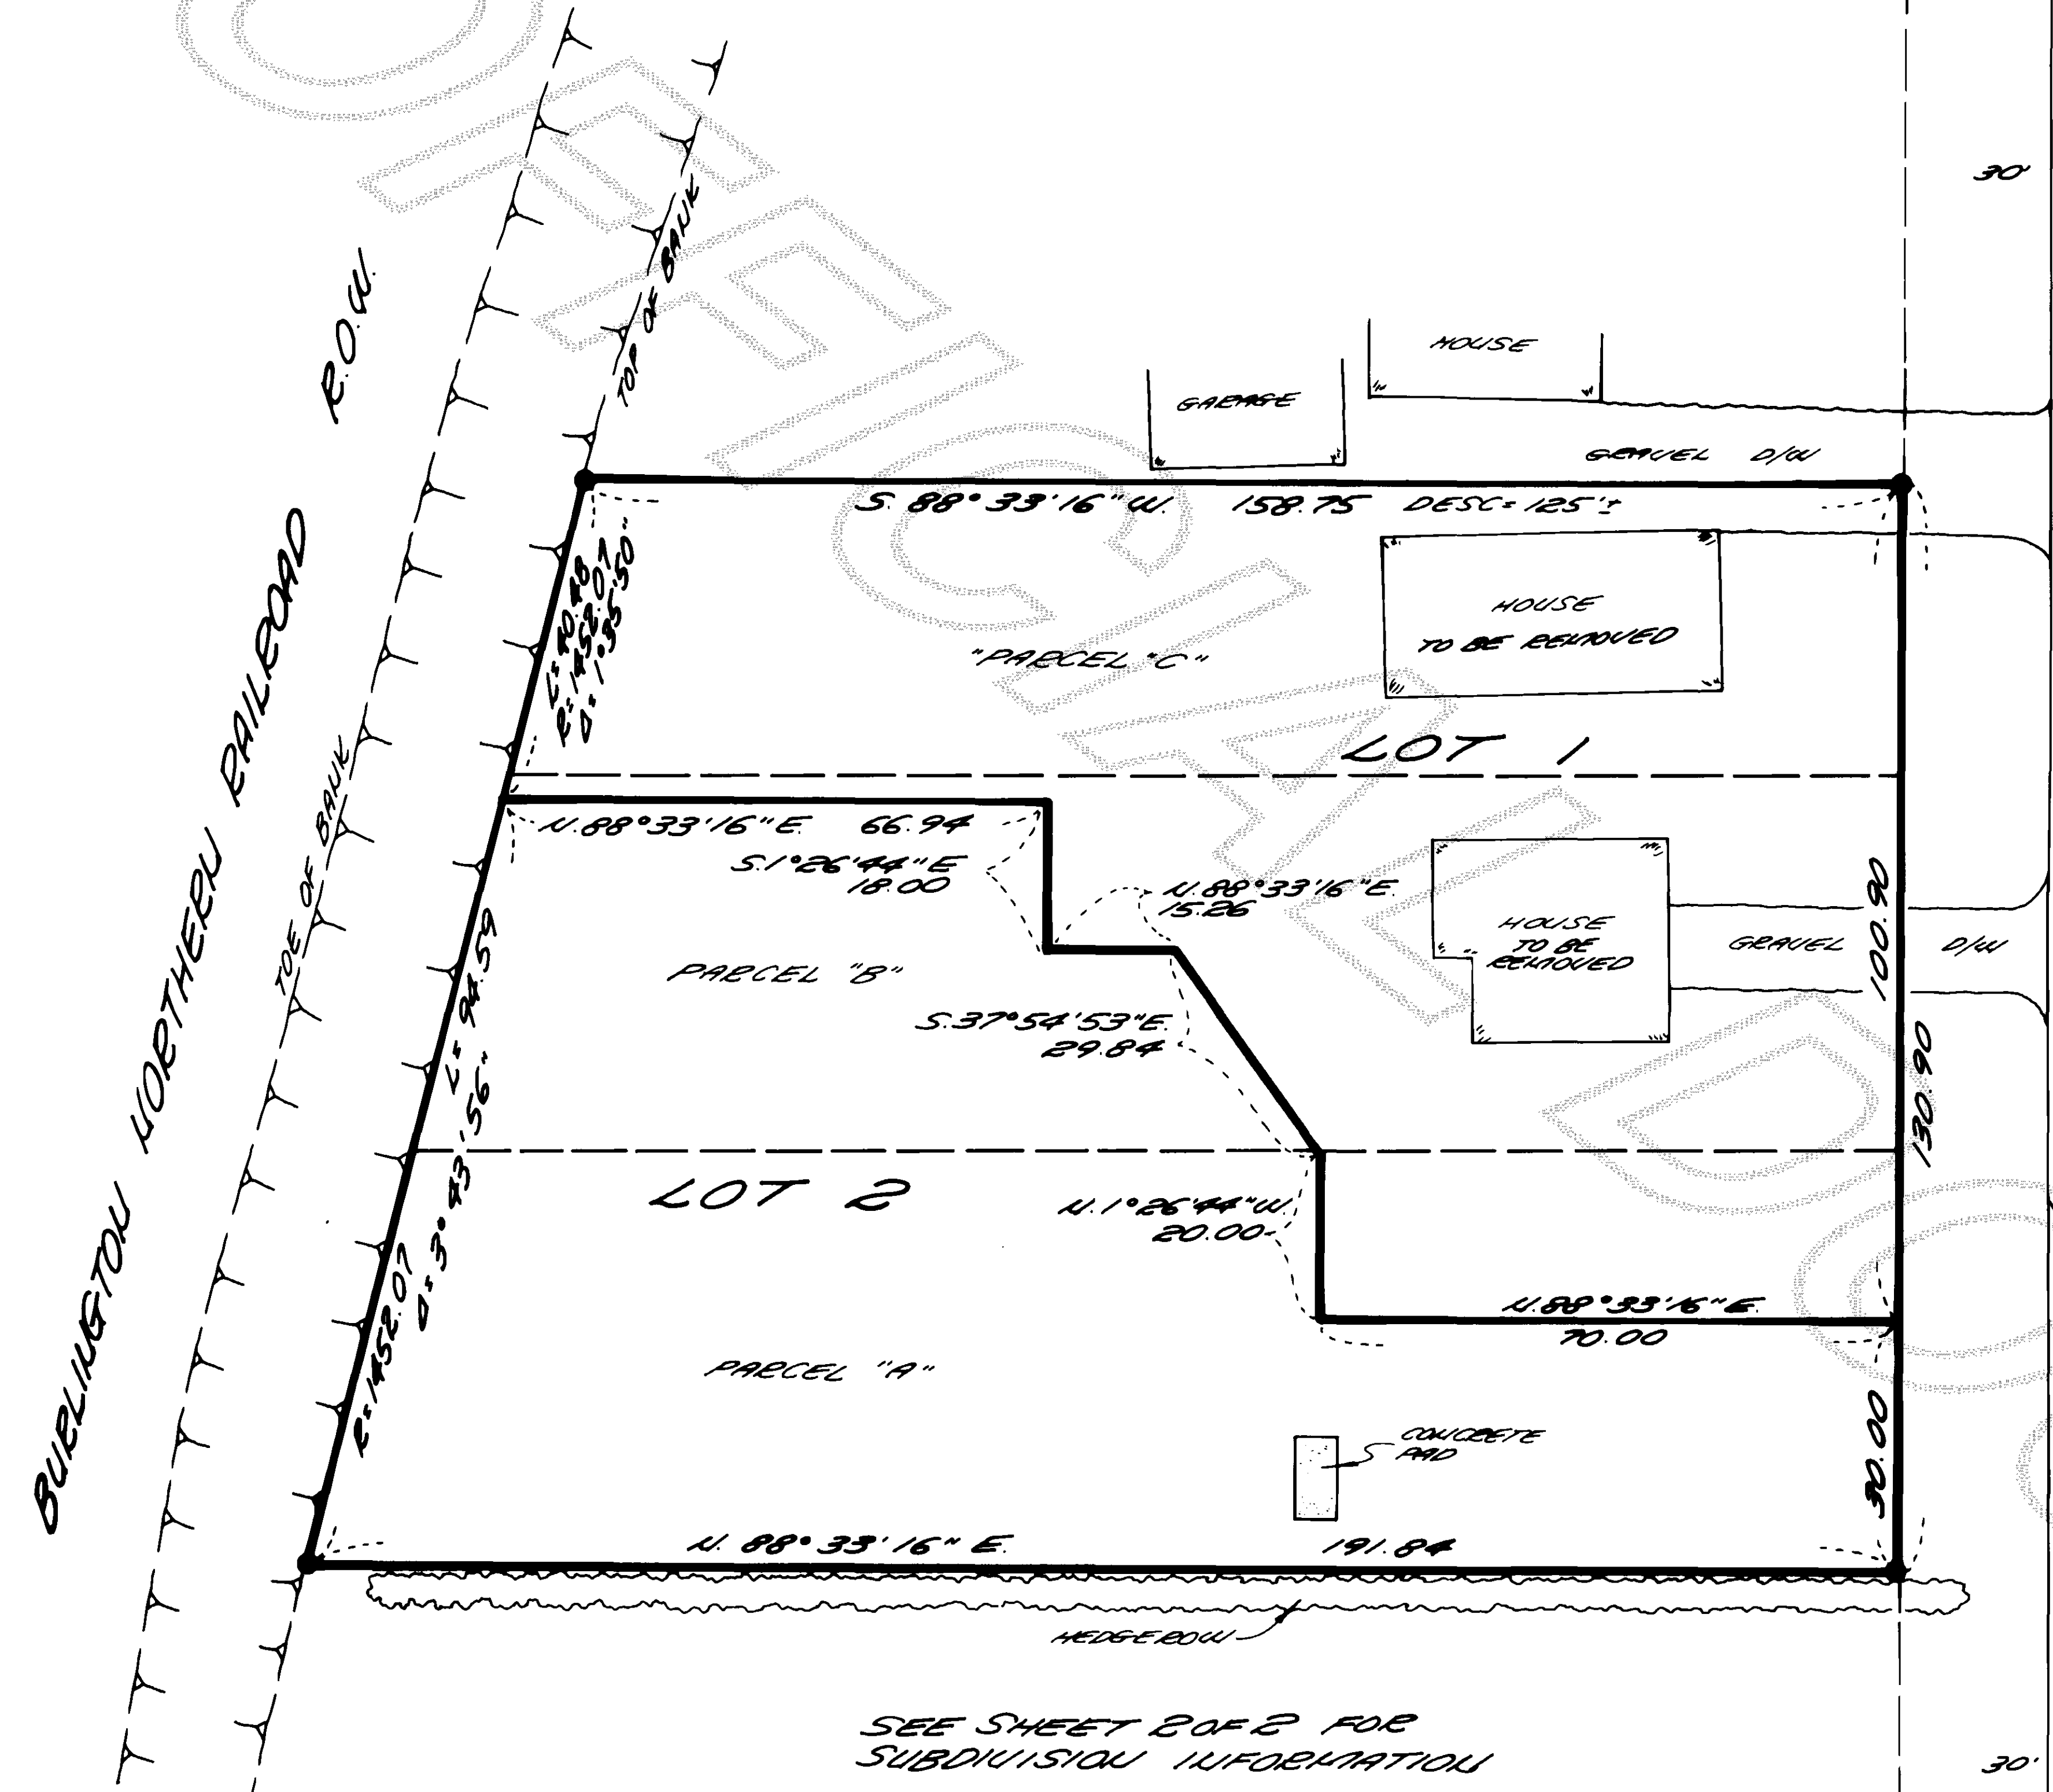 30'
R.O.W.
TOP OF BANK
HOUSE
GARAGE
GRAVEL D/W
S. 88°33'16"W. 158.75 DESC= 125'±
L= 40.48
R=1452.07
Δ= 1°35'50"
HOUSE
TO BE REMOVED
"PARCEL "C"
LOT 1
BURLINGTON NORTHERN RAILROAD
TOE OF BANK
N.88°33'16"E. 66.94
S.1°26'44"E
18.00
N.88°33'16"E.
15.26
HOUSE
TO BE
REMOVED
GRAVEL D/W
100.90
PARCEL "B"
S.37°54'53"E.
29.84
130.90
R=1452.07 L= 94.59
Δ= 3°43'56"
LOT 2
N.1°26'44"W.
20.00
N.88°33'16"E.
70.00
PARCEL "A"
CONCRETE
PAD
30.00
N. 88°33'16" E. 191.84
HEDGEROW
SEE SHEET 2 OF 2 FOR
SUBDIVISION INFORMATION
30'